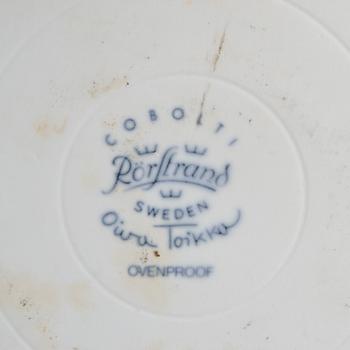 COBOLTI
Rörstrand
SWEDEN
Oiva Toikka
OVENPROOF